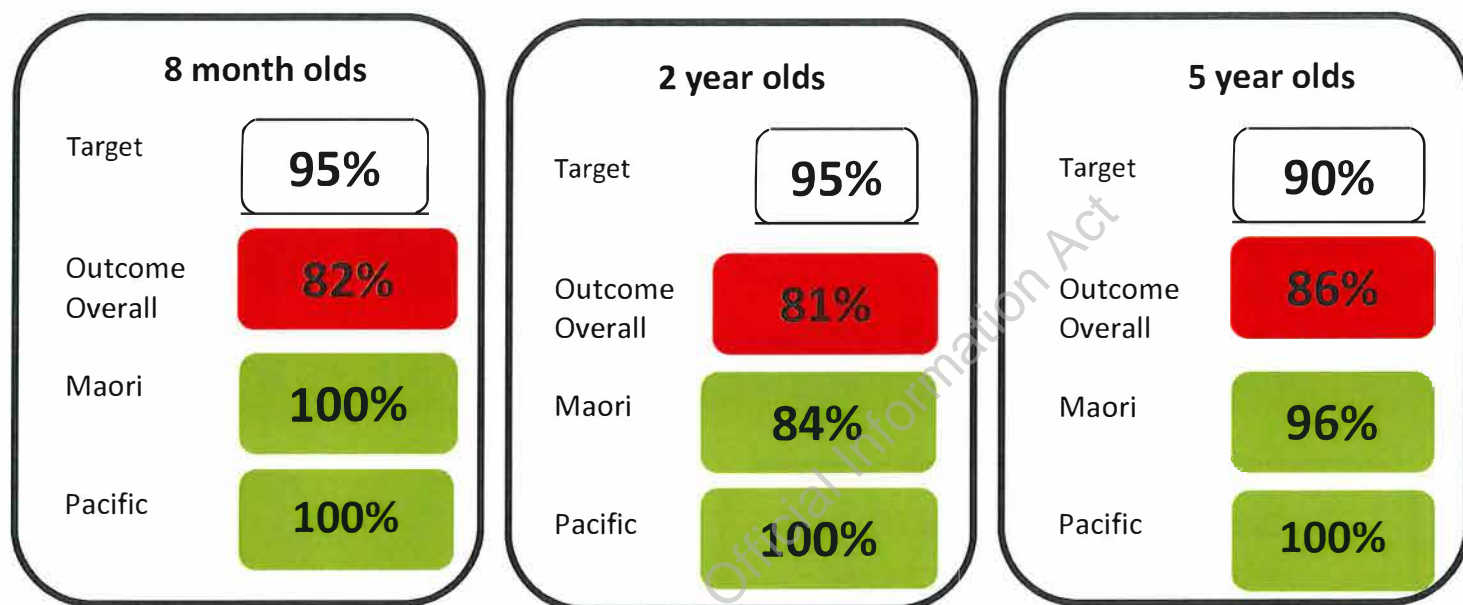 8 month olds
Target
95%
Outcome
Overall
82%
Maori
100%
Pacific
100%
2 year olds
Target
95%
Outcome
Overall
81%
Maori
84%
Pacific
100%
5 year olds
Target
90%
Outcome
Overall
86%
Maori
96%
Pacific
100%
Official Information Act